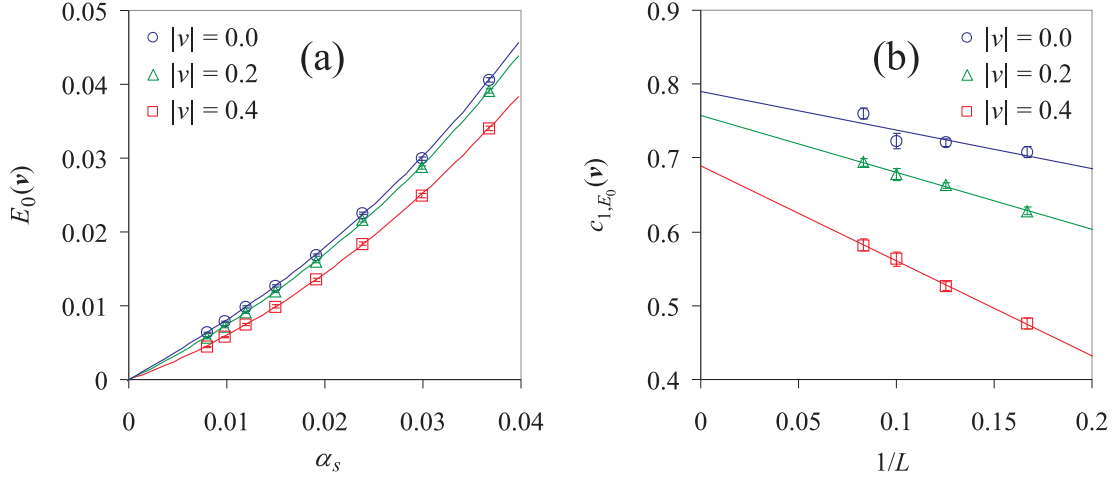 0.05
0.04
0.03
0.02
0.01
0
E₀(v)
|v| = 0.0
|v| = 0.2
|v| = 0.4
(a)
0 0.01 0.02 0.03 0.04
αₛ
0.9
0.8
0.7
0.6
0.5
0.4
c₁,E₀(v)
(b)
|v| = 0.0
|v| = 0.2
|v| = 0.4
0 0.05 0.1 0.15 0.2
1/L